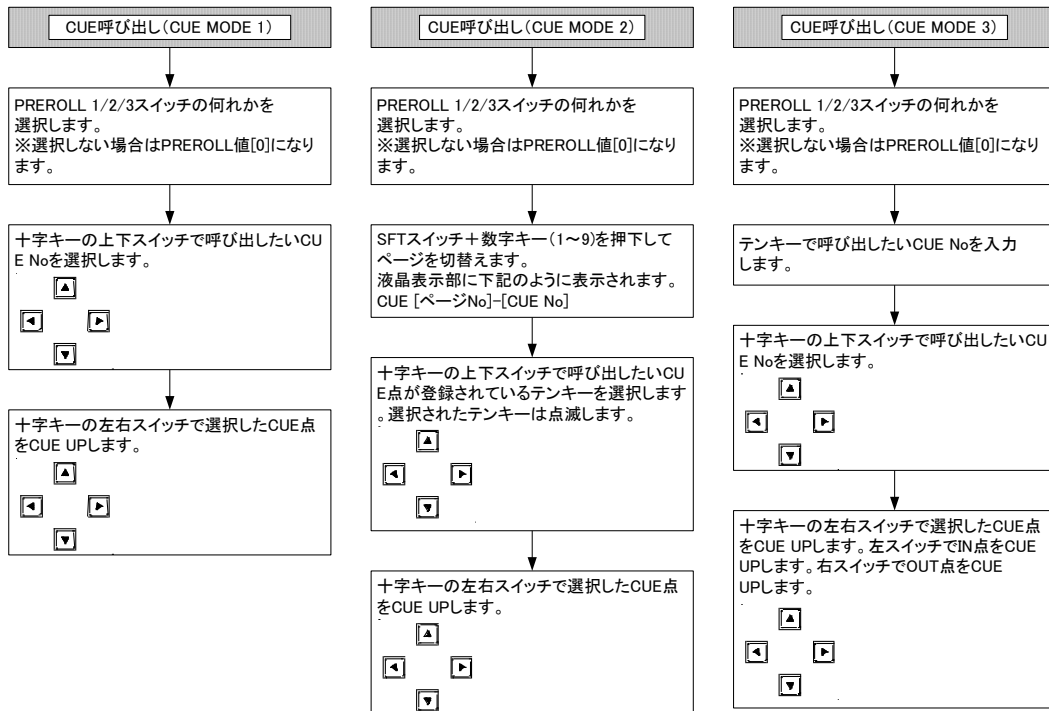 CUE呼び出し(CUE MODE 1)
PREROLL 1/2/3スイッチの何れかを
選択します。
※選択しない場合はPREROLL値[0]になり
ます。
十字キーの上下スイッチで呼び出したいCU
E Noを選択します。
十字キーの左右スイッチで選択したCUE点
をCUE UPします。
CUE呼び出し(CUE MODE 2)
PREROLL 1/2/3スイッチの何れかを
選択します。
※選択しない場合はPREROLL値[0]になり
ます。
SFTスイッチ+数字キー(1~9)を押下して
ページを切替えます。
液晶表示部に下記のように表示されます。
CUE [ページNo]-[CUE No]
十字キーの上下スイッチで呼び出したいCU
E点が登録されているテンキーを選択します
。選択されたテンキーは点滅します。
十字キーの左右スイッチで選択したCUE点
をCUE UPします。
CUE呼び出し(CUE MODE 3)
PREROLL 1/2/3スイッチの何れかを
選択します。
※選択しない場合はPREROLL値[0]になり
ます。
テンキーで呼び出したいCUE Noを入力
します。
十字キーの上下スイッチで呼び出したいCU
E Noを選択します。
十字キーの左右スイッチで選択したCUE点
をCUE UPします。左スイッチでIN点をCUE
UPします。右スイッチでOUT点をCUE
UPします。